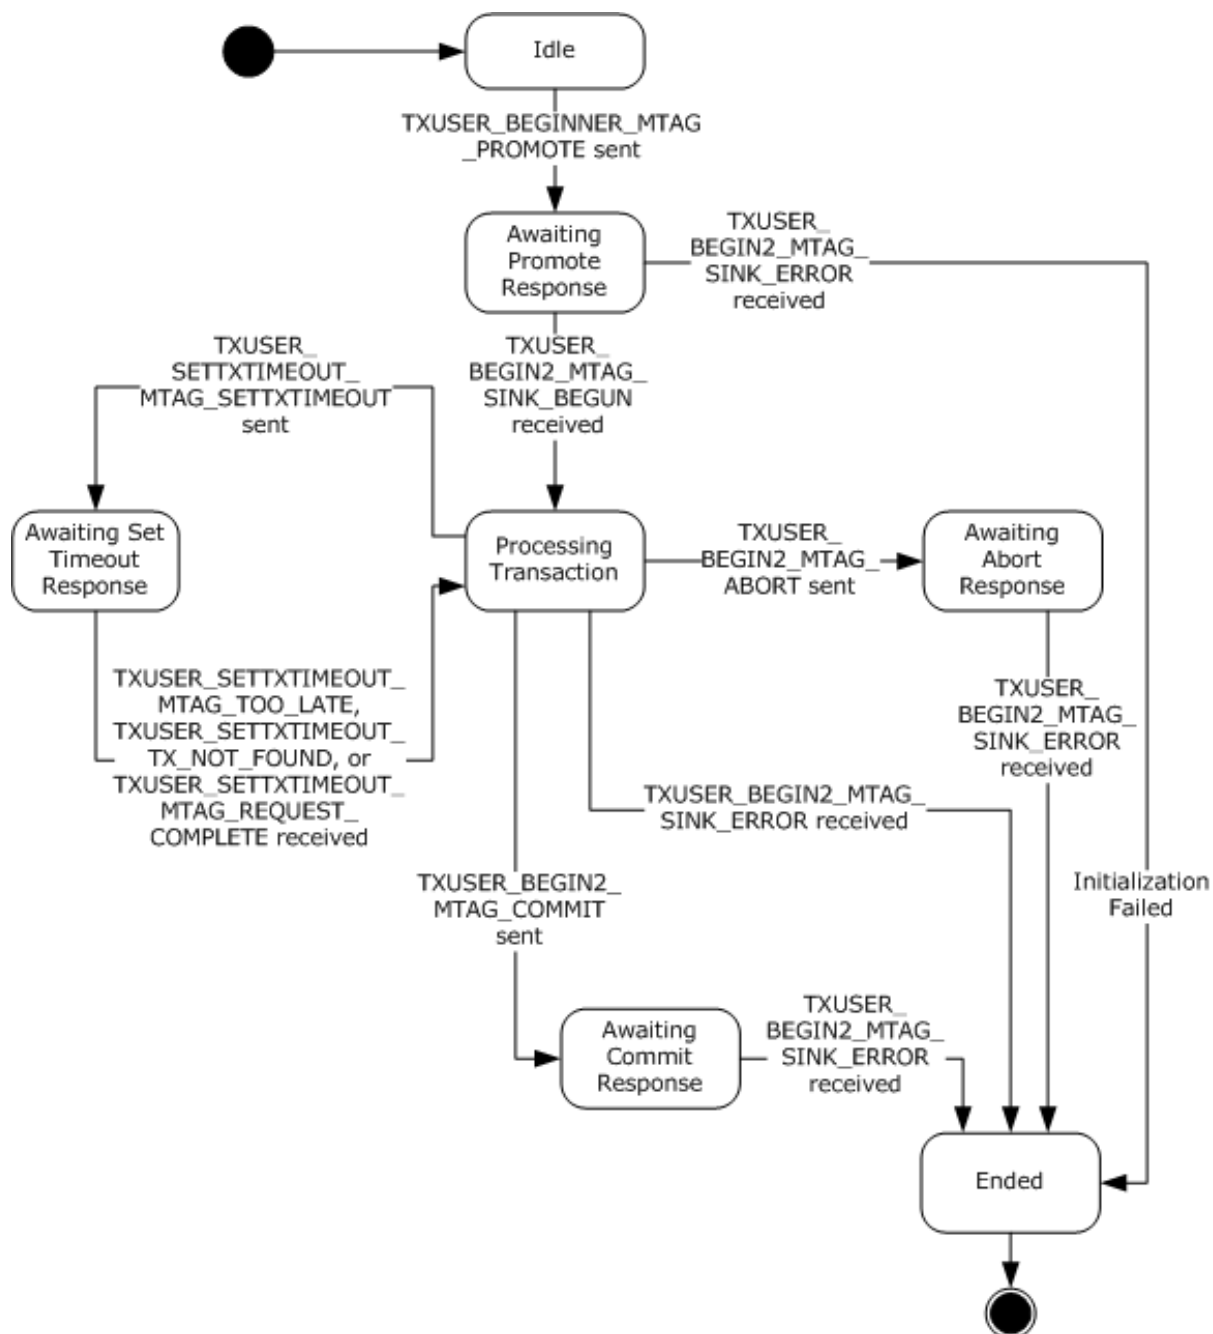 Idle
TXUSER_BEGINNER_MTAG
_PROMOTE sent
Awaiting
Promote
Response
TXUSER_
BEGIN2_MTAG_
SINK_ERROR
received
TXUSER_
SETTXTIMEOUT_
MTAG_SETTXTIMEOUT
sent
TXUSER_
BEGIN2_MTAG_
SINK_BEGUN
received
Awaiting Set
Timeout
Response
Processing
Transaction
TXUSER_
BEGIN2_MTAG_
ABORT sent
Awaiting
Abort
Response
TXUSER_SETTXTIMEOUT_
MTAG_TOO_LATE,
TXUSER_SETTXTIMEOUT_
TX_NOT_FOUND, or
TXUSER_SETTXTIMEOUT_
MTAG_REQUEST_
COMPLETE received
TXUSER_
BEGIN2_MTAG_
SINK_ERROR
received
TXUSER_BEGIN2_MTAG_
SINK_ERROR received
TXUSER_BEGIN2_
MTAG_COMMIT
sent
Initialization
Failed
Awaiting
Commit
Response
TXUSER_
BEGIN2_MTAG_
SINK_ERROR
received
Ended